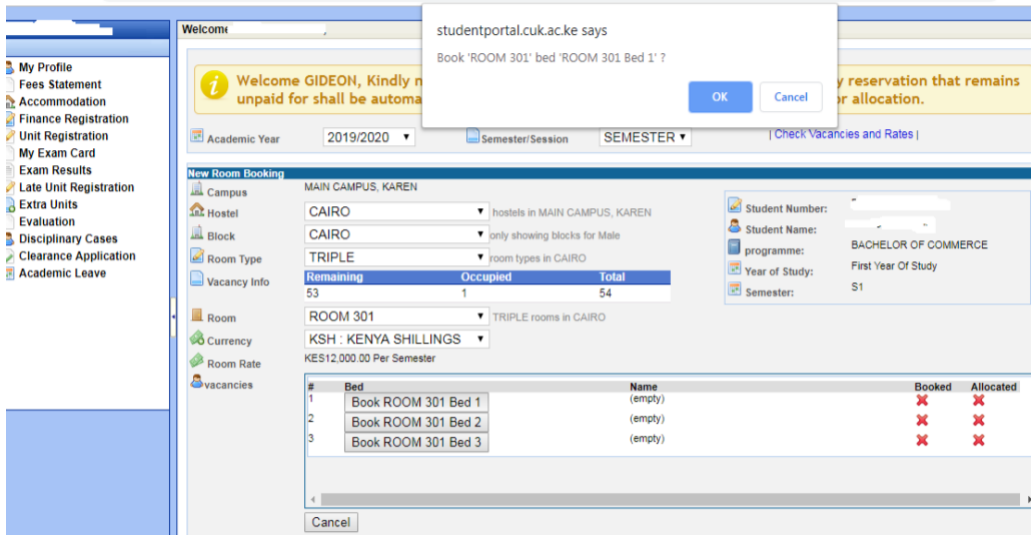 studentportal.cuk.ac.ke says
Book 'ROOM 301' bed 'ROOM 301 Bed 1' ?
OK Cancel
My Profile
Fees Statement
Accommodation
Finance Registration
Unit Registration
My Exam Card
Exam Results
Late Unit Registration
Extra Units
Evaluation
Disciplinary Cases
Clearance Application
Academic Leave
Welcome
Welcome GIDEON, Kindly y reservation that remains
unpaid for shall be or allocation.
Academic Year 2019/2020 Semester/Session SEMESTER | Check Vacancies and Rates |
New Room Booking
Campus MAIN CAMPUS, KAREN
Hostel CAIRO hostels in MAIN CAMPUS, KAREN
Block CAIRO only showing blocks for Male
Room Type TRIPLE room types in CAIRO
Vacancy Info Remaining Occupied Total
53 1 54
Room ROOM 301 TRIPLE rooms in CAIRO
Currency KSH : KENYA SHILLINGS
Room Rate KES12,000.00 Per Semester
vacancies
Student Number:
Student Name:
programme: BACHELOR OF COMMERCE
Year of Study: First Year Of Study
Semester: S1
# Bed Name Booked Allocated
1 Book ROOM 301 Bed 1 (empty)
2 Book ROOM 301 Bed 2 (empty)
3 Book ROOM 301 Bed 3 (empty)
Cancel